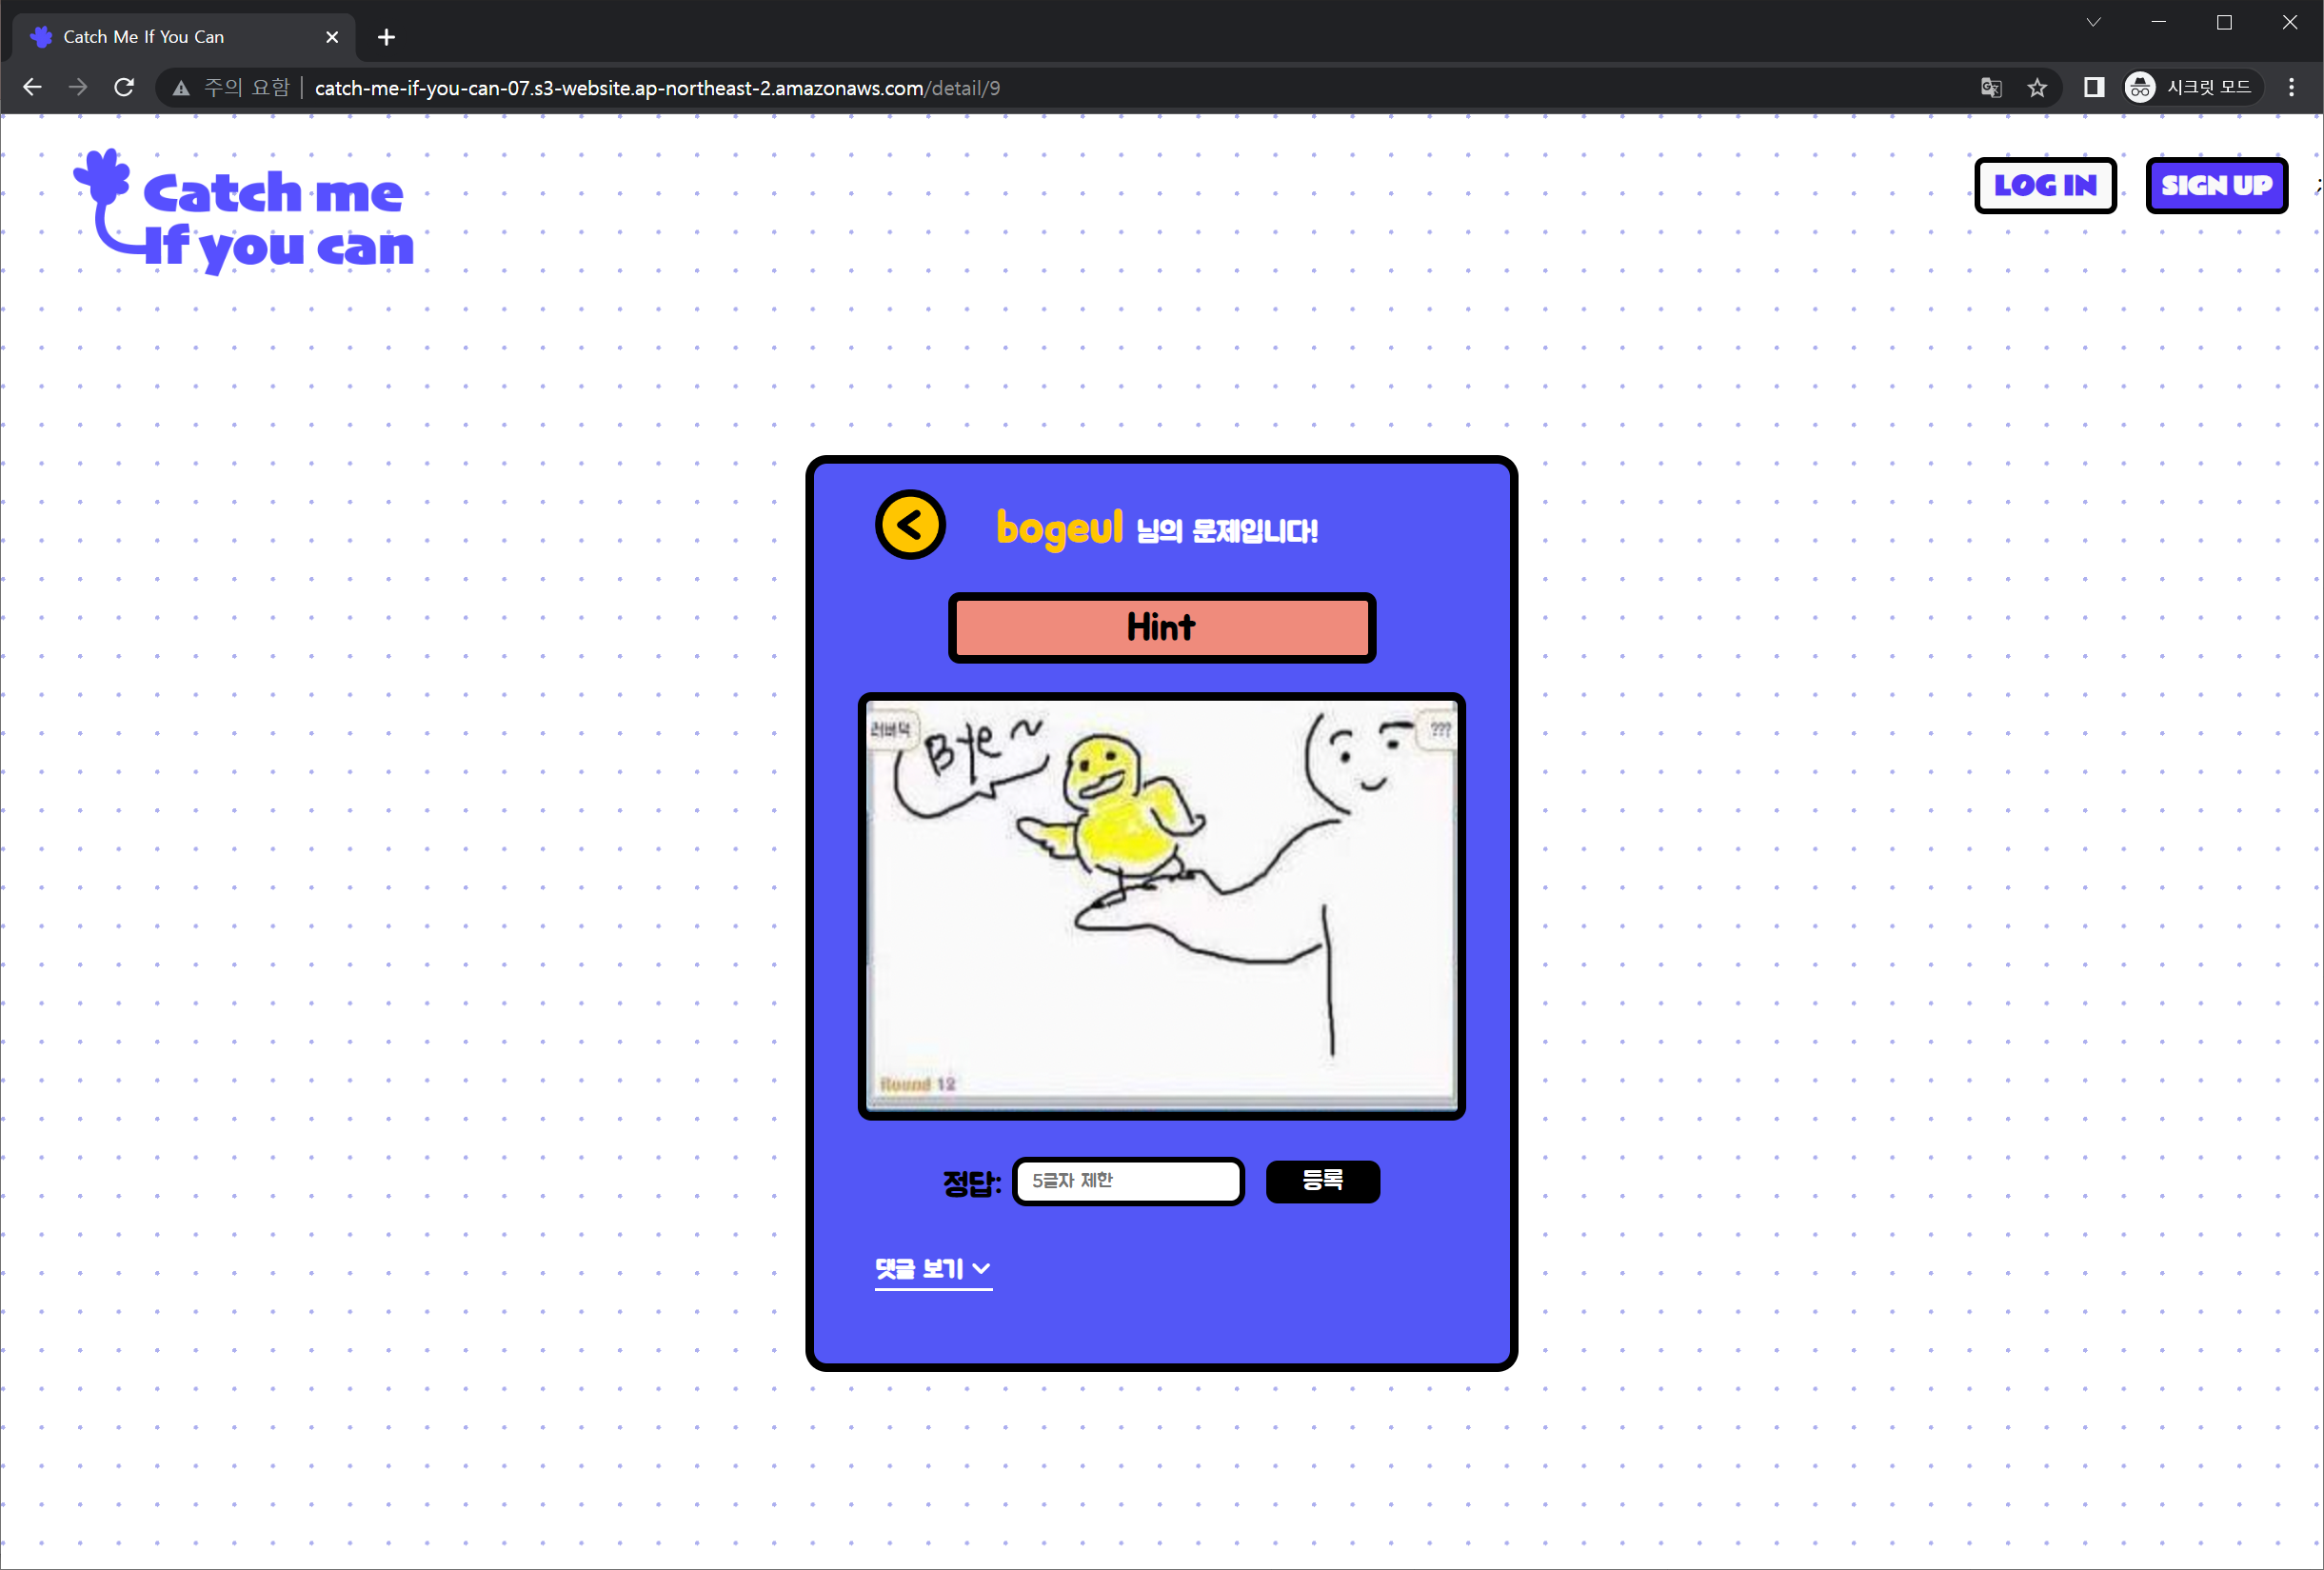 Catch Me If You Can
주의 요함
catch-me-if-you-can-07.s3-website.ap-northeast-2.amazonaws.com/detail/9
시크릿 모드
Catch me
If you can
LOG IN
SIGN UP
bogeul 님의 문제입니다!
Hint
러버덕
Bye~
???
Round 12
정답:
5글자 제한
등록
댓글 보기